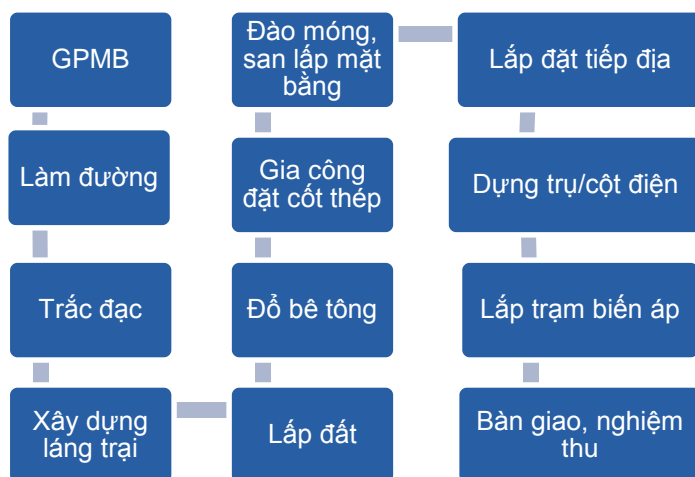 GPMB
Làm đường
Trắc đạc
Xây dựng
láng trại
Lấp đất
Đổ bê tông
Gia công
đặt cốt thép
Đào móng,
san lấp mặt
bằng
Lắp đặt tiếp địa
Dựng trụ/cột điện
Lắp trạm biến áp
Bàn giao, nghiệm
thu